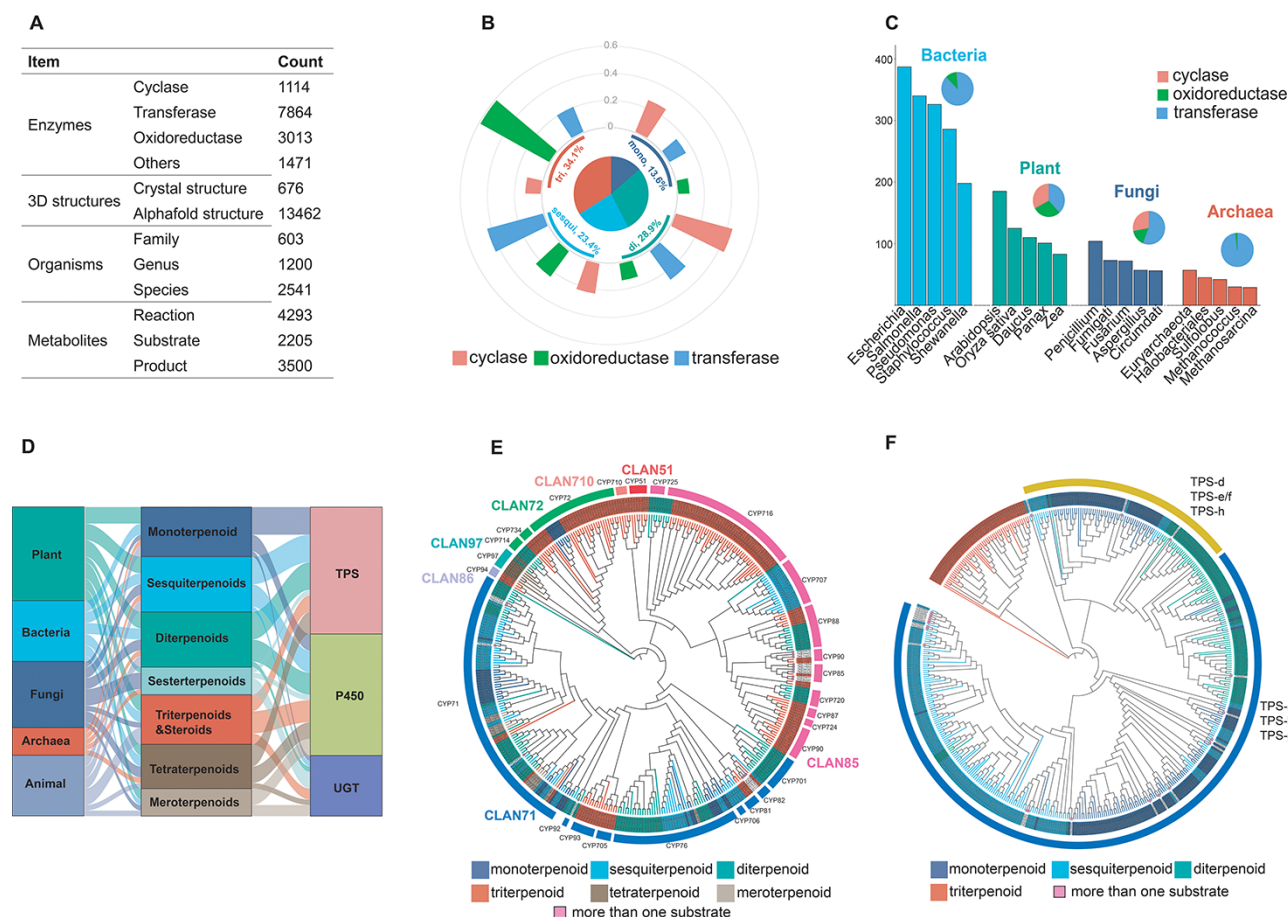 A
Item Count
Enzymes
Cyclase 1114
Transferase 7864
Oxidoreductase 3013
Others 1471
3D structures
Crystal structure 676
Alphafold structure 13462
Organisms
Family 603
Genus 1200
Species 2541
Metabolites
Reaction 4293
Substrate 2205
Product 3500
B
0.6
0.4
0.2
0
tri, 34.1%
mono, 13.6%
sesqui, 23.4%
di, 28.9%
cyclase oxidoreductase transferase
C
400
300
200
100
Bacteria
Plant
Fungi
Archaea
cyclase
oxidoreductase
transferase
Escherichia
Salmonella
Pseudomonas
Staphylococcus
Shewanella
Arabidopsis
Oryza sativa
Daucus
Panax
Zea
Penicillium
Fumigati
Fusarium
Aspergillus
Circumdati
Euryarchaeota
Halobacteriales
Sulfolobus
Methanococcus
Methanosarcina
D
Plant
Bacteria
Fungi
Archaea
Animal
Monoterpenoid
Sesquiterpenoids
Diterpenoids
Sesterterpenoids
Triterpenoids
&Steroids
Tetraterpenoids
Meroterpenoids
TPS
P450
UGT
E
CLAN51
CLAN710
CLAN72
CLAN97
CLAN86
CLAN71
CLAN85
CYP710
CYP51
CYP725
CYP72
CYP716
CYP734
CYP714
CYP97
CYP94
CYP707
CYP88
CYP90
CYP85
CYP720
CYP87
CYP724
CYP90
CYP701
CYP82
CYP81
CYP706
CYP76
CYP705
CYP93
CYP92
CYP71
monoterpenoid sesquiterpenoid diterpenoid
triterpenoid tetraterpenoid meroterpenoid
more than one substrate
F
TPS-d
TPS-e/f
TPS-h
TPS-
TPS-
TPS-
monoterpenoid sesquiterpenoid diterpenoid
triterpenoid more than one substrate